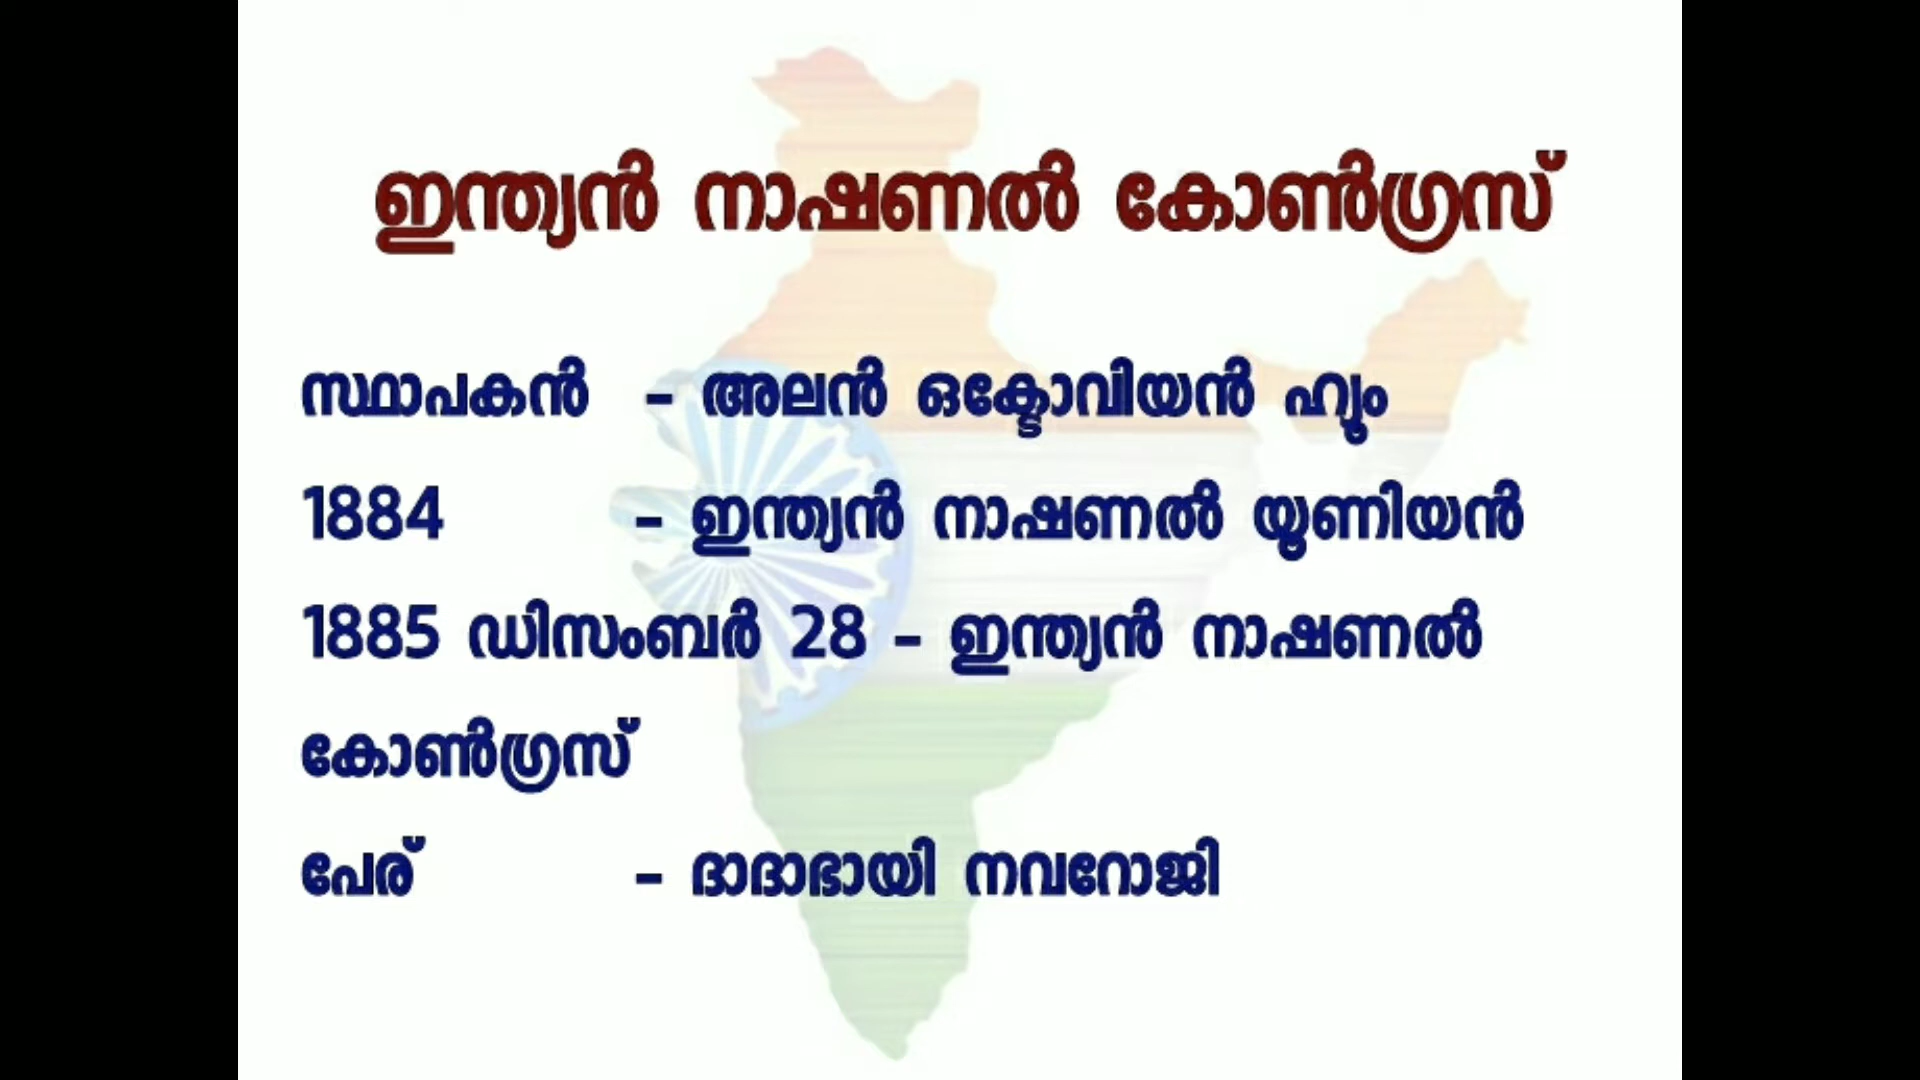 ഇന്ത്യൻ നാഷണൽ കോൺഗ്രസ്
സ്ഥാപകൻ - അലൻ ഒക്ടോവിയൻ ഹ്യൂം
1884 - ഇന്ത്യൻ നാഷണൽ യൂണിയൻ
1885 ഡിസംബർ 28 - ഇന്ത്യൻ നാഷണൽ
കോൺഗ്രസ്
പേര് - ദാദാഭായി നവറോജി